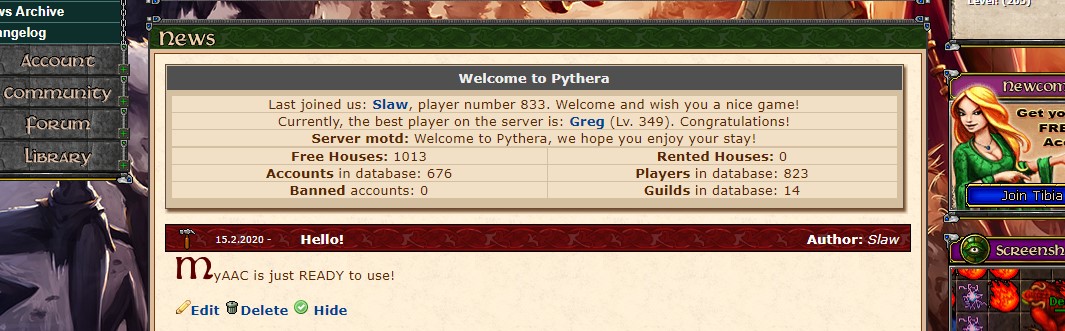 Level: (205)
ws Archive
angelog
Account
Community
Forum
Library
News
Welcome to Pythera
Last joined us: Slaw, player number 833. Welcome and wish you a nice game!
Currently, the best player on the server is: Greg (Lv. 349). Congratulations!
Server motd: Welcome to Pythera, we hope you enjoy your stay!
Free Houses: 1013 Rented Houses: 0
Accounts in database: 676 Players in database: 823
Banned accounts: 0 Guilds in database: 14
15.2.2020 - Hello! Author: Slaw
MyAAC is just READY to use!
Edit Delete Hide
Newcom
Get yo
FRE
Acc
Join Tibia
Screensh
De